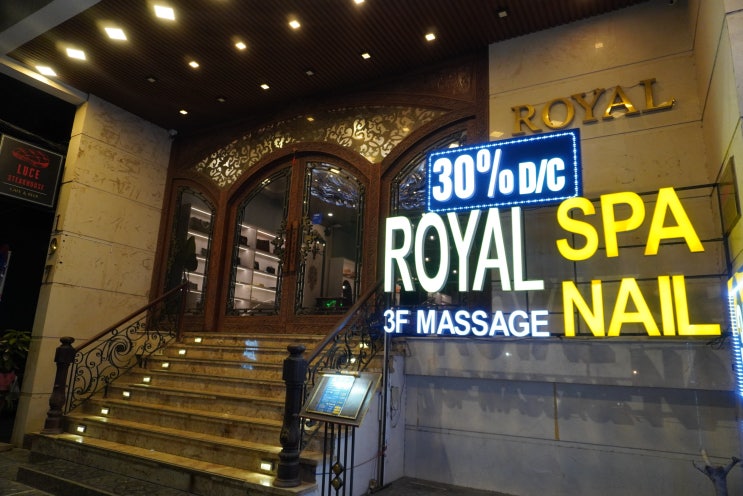 LUCE
STEAKHOUSE
ROYAL
30% D/C
ROYAL SPA
3F MASSAGE NAIL